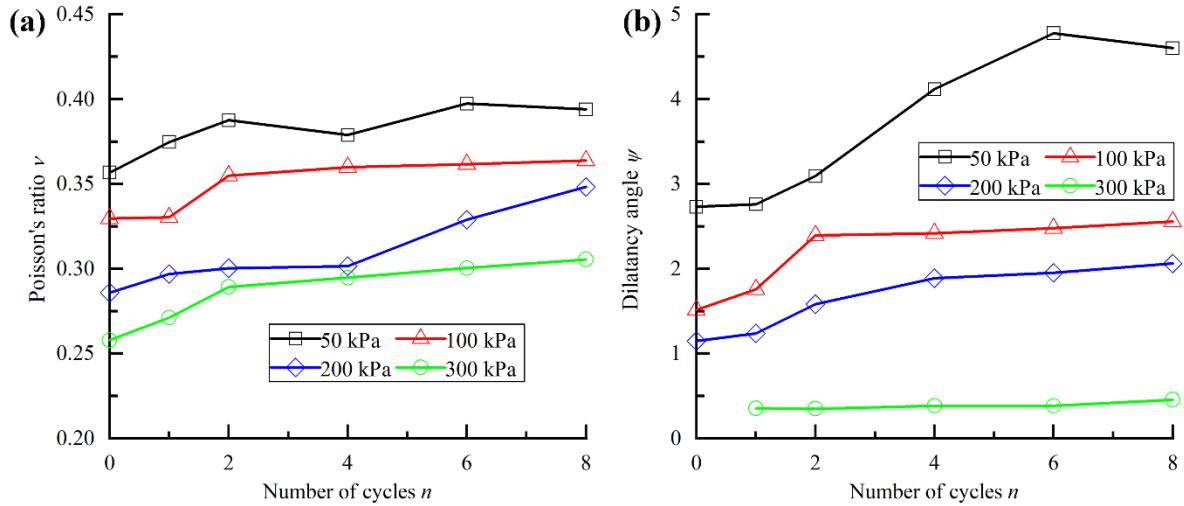 (a)
Poisson's ratio ν
0.45
0.40
0.35
0.30
0.25
0.20
50 kPa 100 kPa
200 kPa 300 kPa
0 2 4 6 8
Number of cycles n
(b)
Dilatancy angle ψ
5
4
3
2
1
0
50 kPa 100 kPa
200 kPa 300 kPa
0 2 4 6 8
Number of cycles n